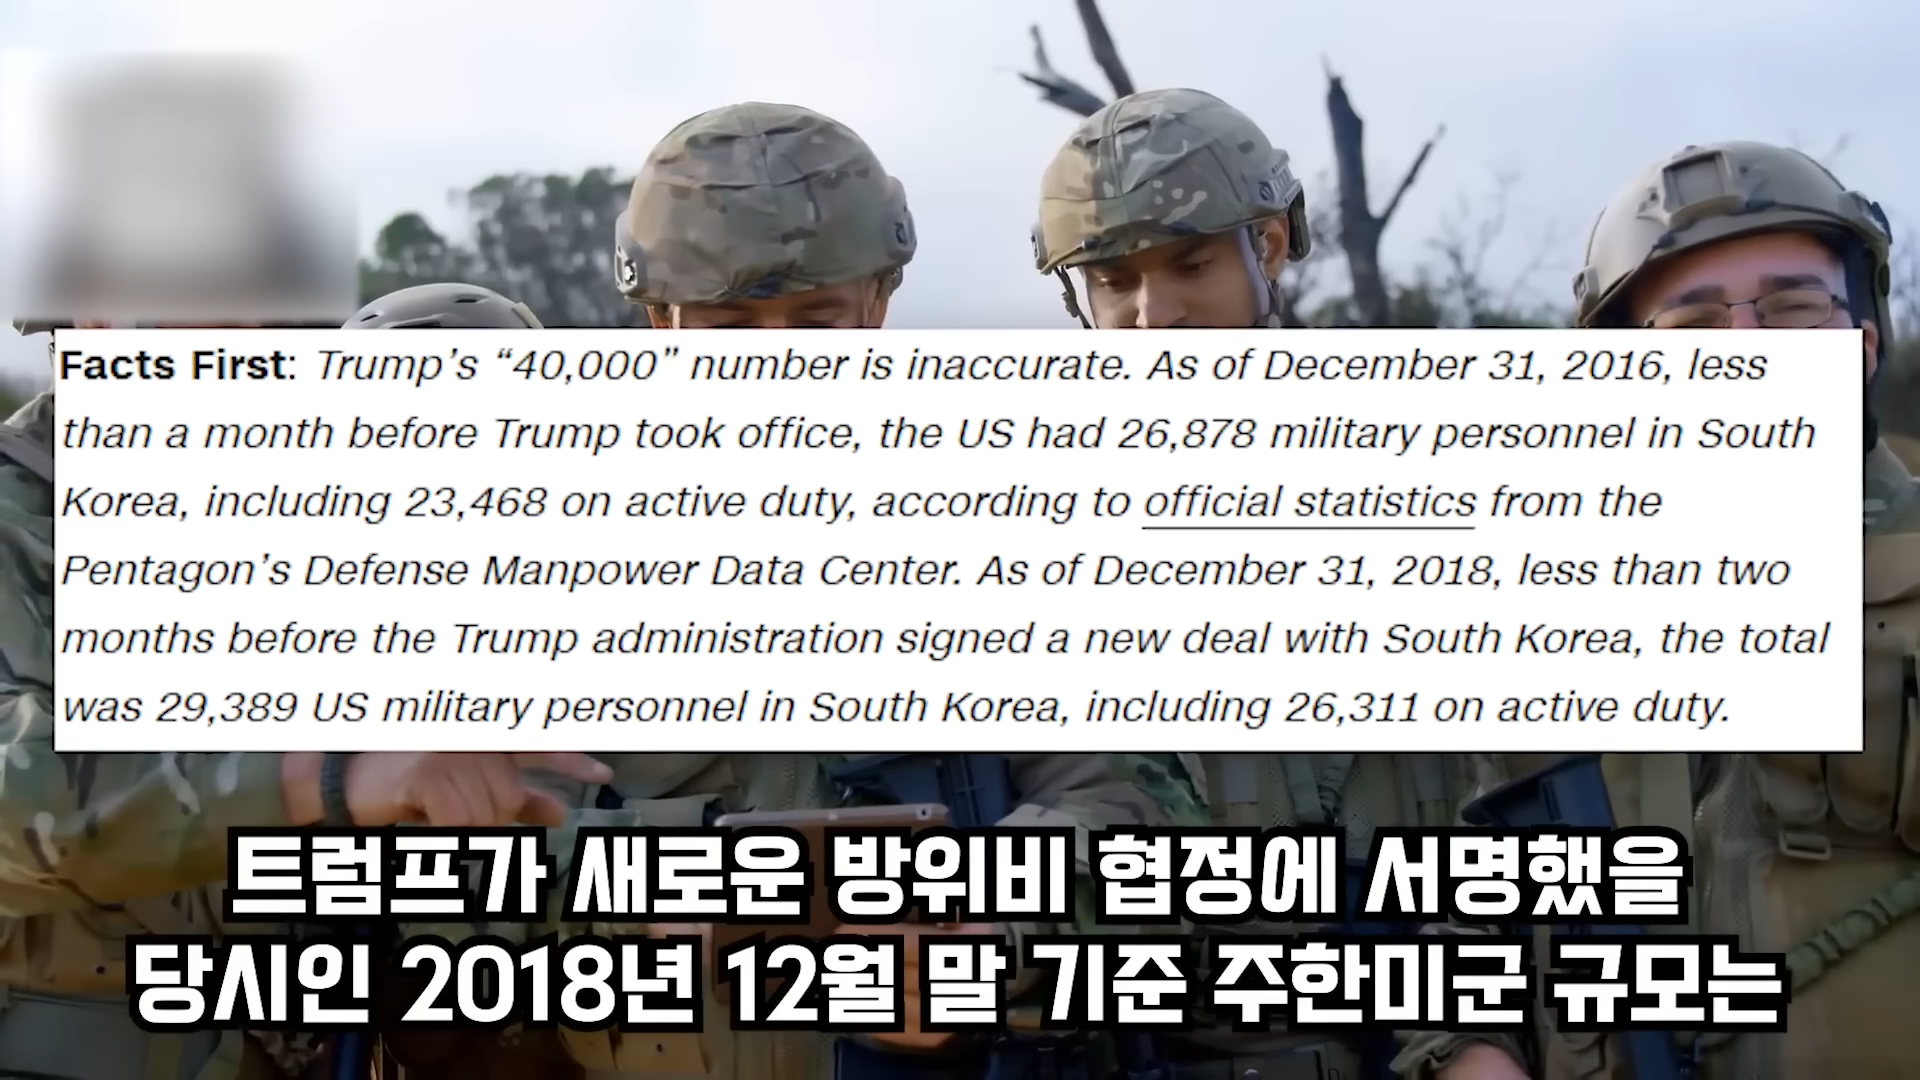 Facts First: Trump’s “40,000” number is inaccurate. As of December 31, 2016, less
than a month before Trump took office, the US had 26,878 military personnel in South
Korea, including 23,468 on active duty, according to official statistics from the
Pentagon’s Defense Manpower Data Center. As of December 31, 2018, less than two
months before the Trump administration signed a new deal with South Korea, the total
was 29,389 US military personnel in South Korea, including 26,311 on active duty.
트럼프가 새로운 방위비 협정에 서명했을
당시인 2018년 12월 말 기준 주한미군 규모는